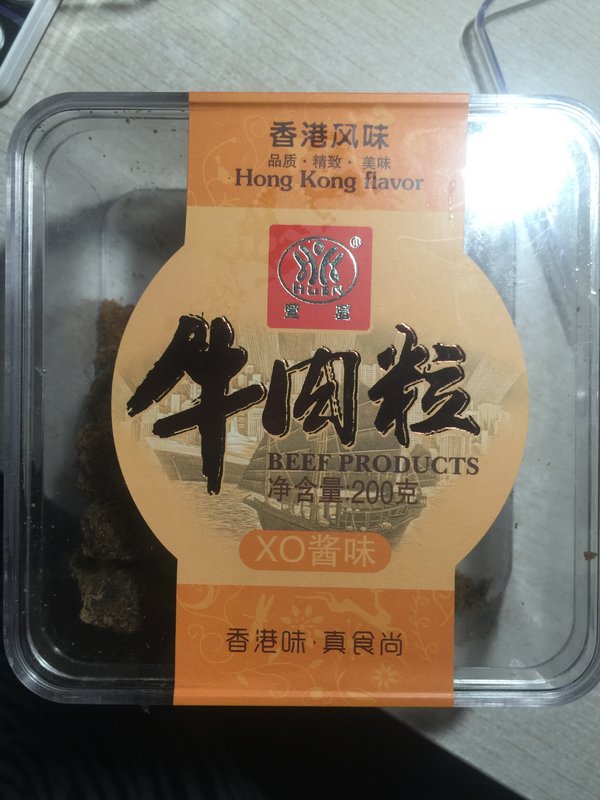 香港风味
品质·精致·美味
Hong Kong flavor
HUEN
牛肉粒
BEEF PRODUCTS
净含量:200克
XO酱味
香港味·真食尚